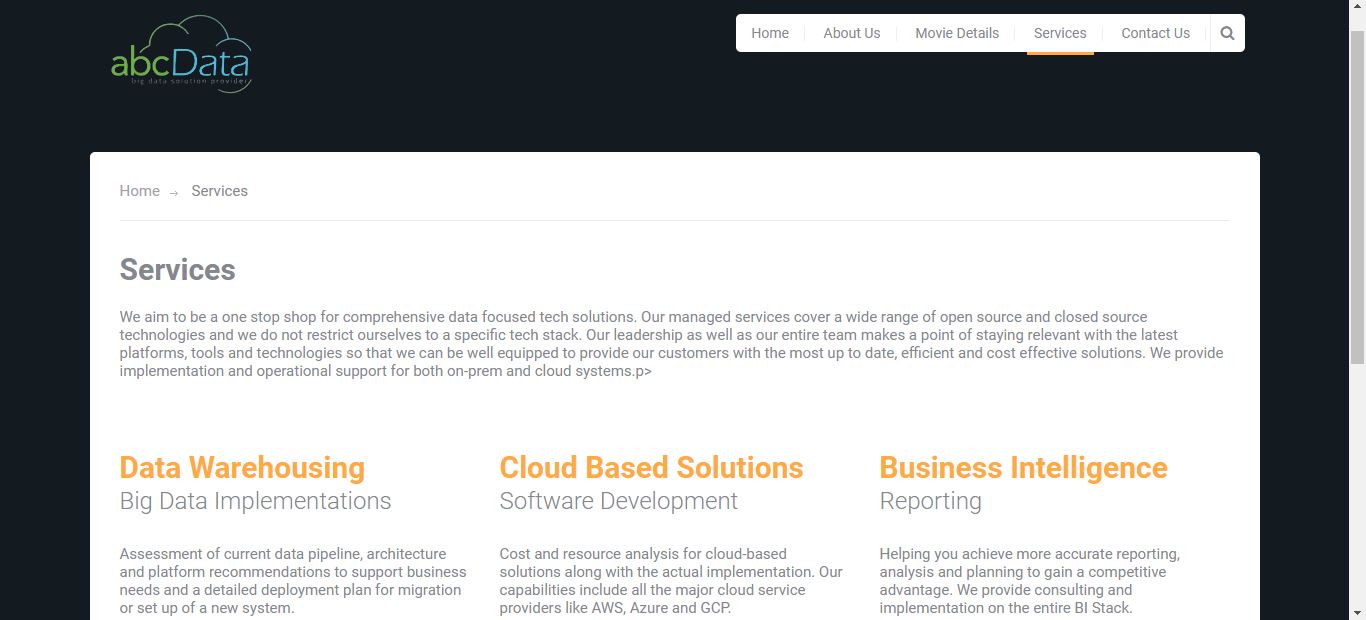 abcData
big data solution provider
Home
About Us
Movie Details
Services
Contact Us
Home → Services
Services
We aim to be a one stop shop for comprehensive data focused tech solutions. Our managed services cover a wide range of open source and closed source
technologies and we do not restrict ourselves to a specific tech stack. Our leadership as well as our entire team makes a point of staying relevant with the latest
platforms, tools and technologies so that we can be well equipped to provide our customers with the most up to date, efficient and cost effective solutions. We provide
implementation and operational support for both on-prem and cloud systems.p>
Data Warehousing
Big Data Implementations
Assessment of current data pipeline, architecture
and platform recommendations to support business
needs and a detailed deployment plan for migration
or set up of a new system.
Cloud Based Solutions
Software Development
Cost and resource analysis for cloud-based
solutions along with the actual implementation. Our
capabilities include all the major cloud service
providers like AWS, Azure and GCP.
Business Intelligence
Reporting
Helping you achieve more accurate reporting,
analysis and planning to gain a competitive
advantage. We provide consulting and
implementation on the entire BI Stack.